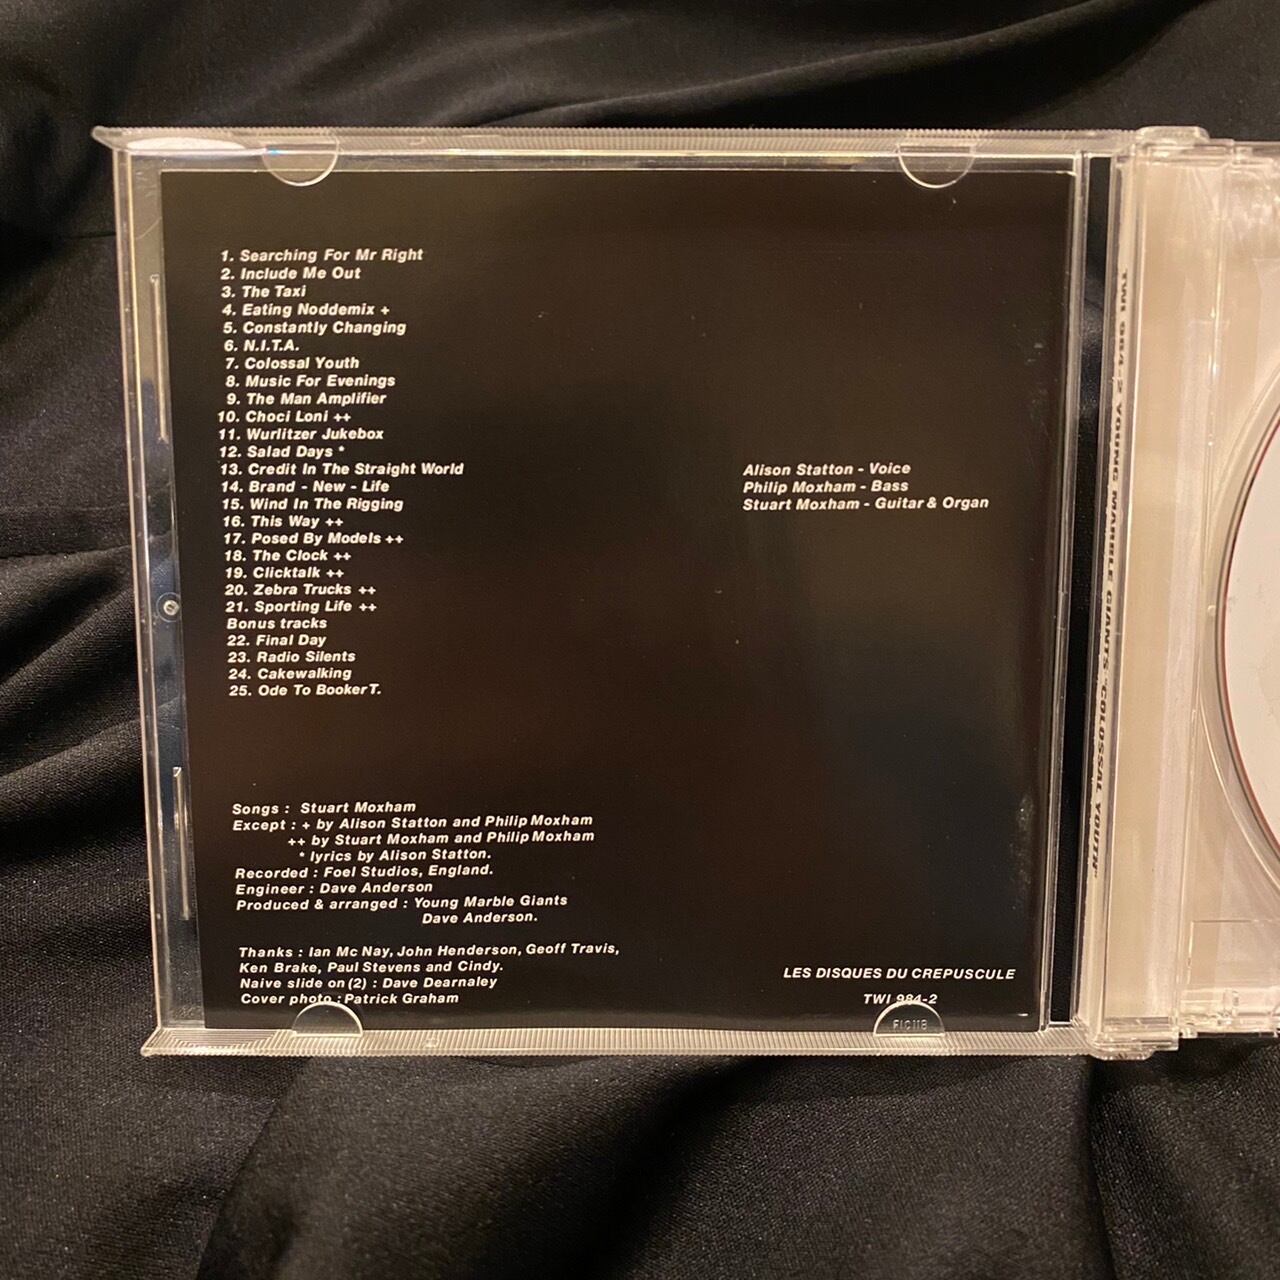 1. Searching For Mr Right
2. Include Me Out
3. The Taxi
4. Eating Noddemix +
5. Constantly Changing
6. N.I.T.A.
7. Colossal Youth
8. Music For Evenings
9. The Man Amplifier
10. Choci Loni ++
11. Wurlitzer Jukebox
12. Salad Days *
13. Credit In The Straight World
14. Brand - New - Life
15. Wind In The Rigging
16. This Way ++
17. Posed By Models ++
18. The Clock ++
19. Clicktalk ++
20. Zebra Trucks ++
21. Sporting Life ++
Bonus tracks
22. Final Day
23. Radio Silents
24. Cakewalking
25. Ode To Booker T.
Alison Statton - Voice
Philip Moxham - Bass
Stuart Moxham - Guitar & Organ
Songs : Stuart Moxham
Except : + by Alison Statton and Philip Moxham
++ by Stuart Moxham and Philip Moxham
* lyrics by Alison Statton.
Recorded : Foel Studios, England.
Engineer : Dave Anderson
Produced & arranged : Young Marble Giants
Dave Anderson.
Thanks : Ian Mc Nay, John Henderson, Geoff Travis,
Ken Brake, Paul Stevens and Cindy.
Naive slide on (2) : Dave Dearnaley
Cover photo : Patrick Graham
LES DISQUES DU CREPUSCULE
TWI 984-2
TWI 984-2 YOUNG MARBLE GIANTS "COLOSSAL YOUTH"